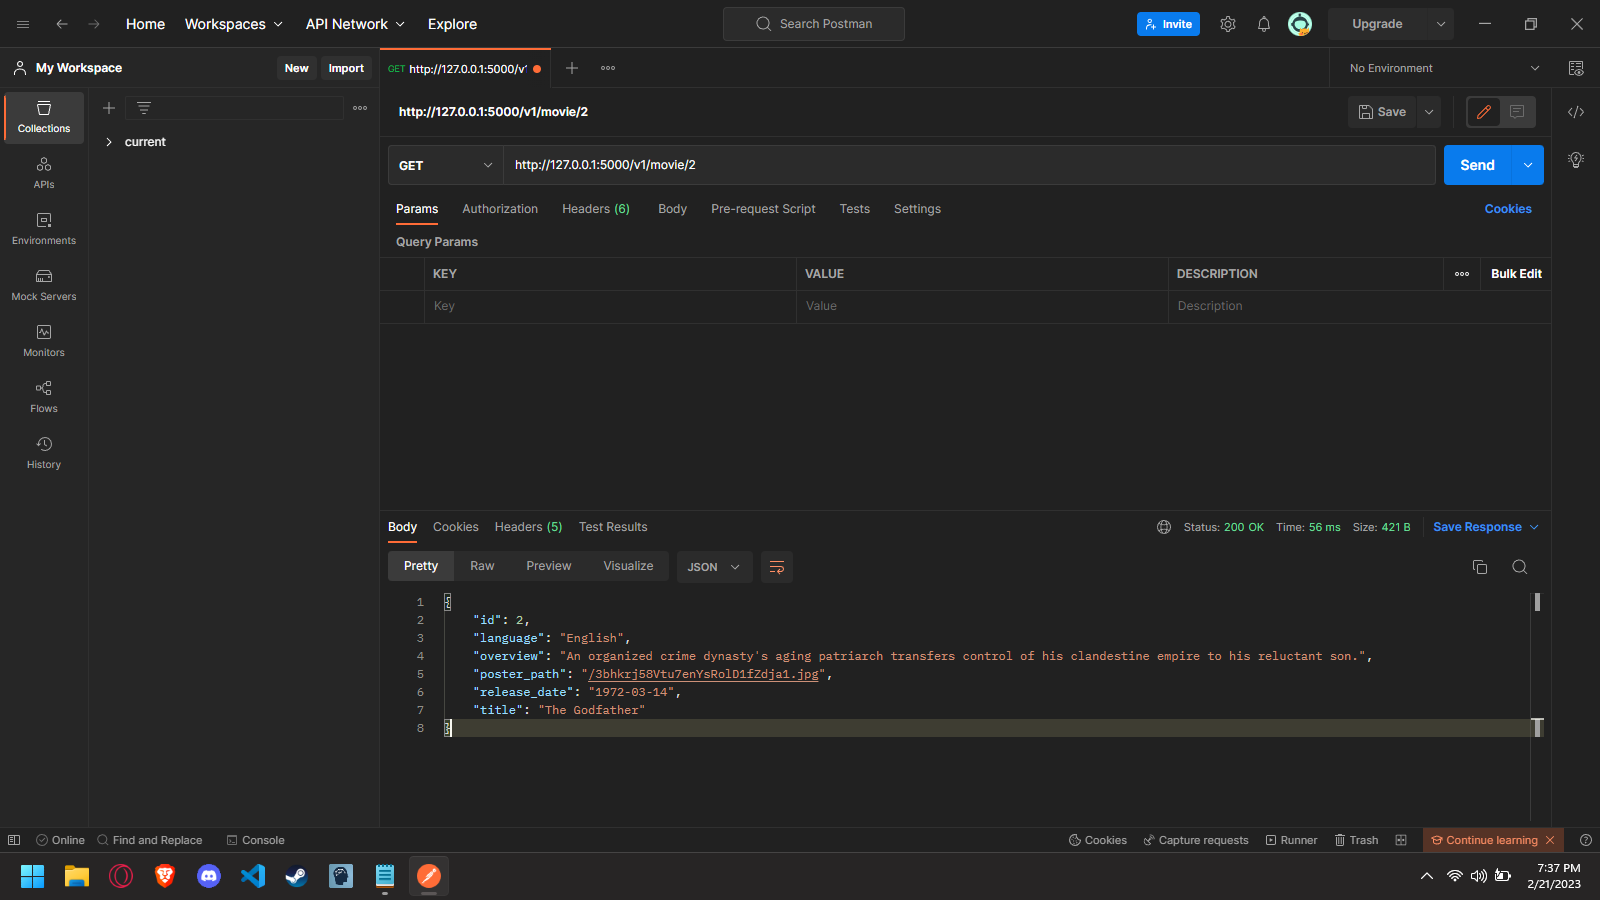 Home Workspaces API Network Explore Search Postman Invite Upgrade
My Workspace New Import GET http://127.0.0.1:5000/v1 No Environment
http://127.0.0.1:5000/v1/movie/2 Save
Collections
current
APIs
Environments
Mock Servers
Monitors
Flows
History
GET http://127.0.0.1:5000/v1/movie/2 Send
Params Authorization Headers (6) Body Pre-request Script Tests Settings Cookies
Query Params
KEY VALUE DESCRIPTION Bulk Edit
Key Value Description
Body Cookies Headers (5) Test Results Status: 200 OK Time: 56 ms Size: 421 B Save Response
Pretty Raw Preview Visualize JSON
1 {
2 "id": 2,
3 "language": "English",
4 "overview": "An organized crime dynasty's aging patriarch transfers control of his clandestine empire to his reluctant son.",
5 "poster_path": "/3bhkrj58Vtu7enYsRolD1fZdja1.jpg",
6 "release_date": "1972-03-14",
7 "title": "The Godfather"
8 }
Online Find and Replace Console Cookies Capture requests Runner Trash Continue learning
7:37 PM
2/21/2023